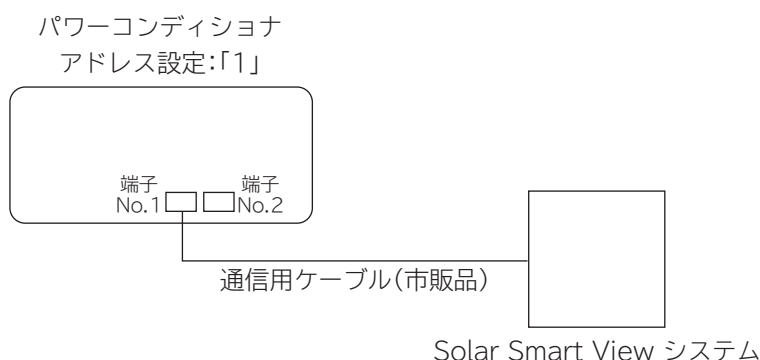 パワーコンディショナ
アドレス設定:「1」
端子
No.1
端子
No.2
通信用ケーブル(市販品)
Solar Smart View システム